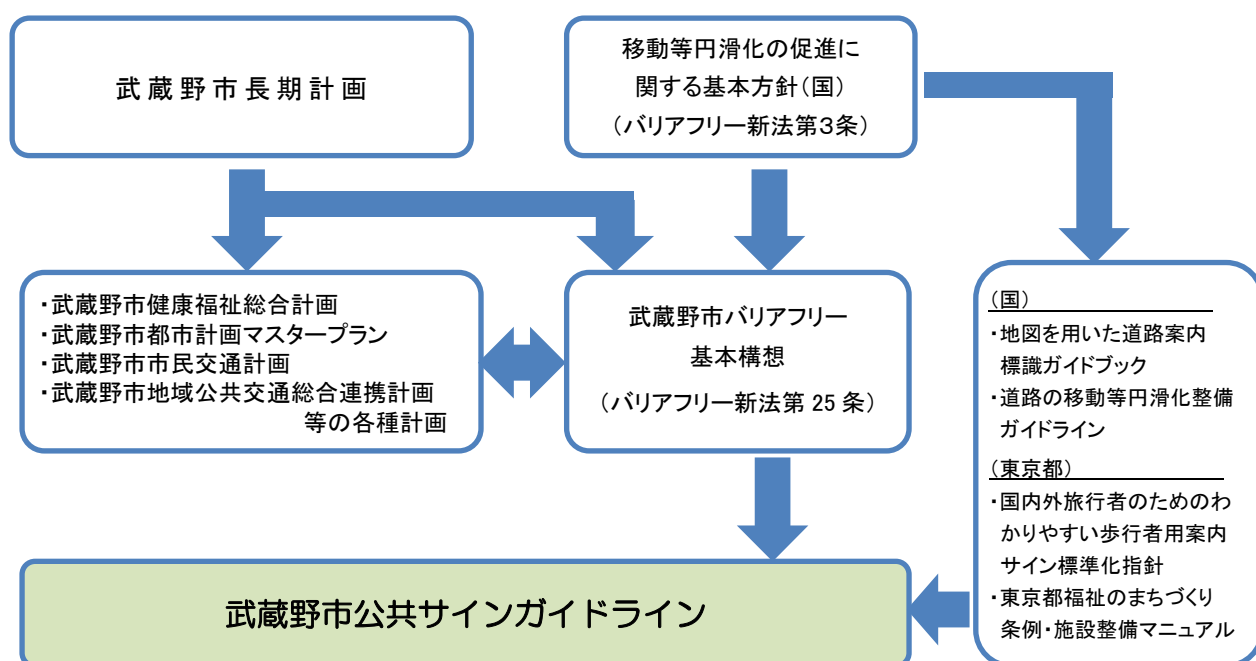 武蔵野市長期計画
移動等円滑化の促進に
関する基本方針(国)
(バリアフリー新法第3条)
・武蔵野市健康福祉総合計画
・武蔵野市都市計画マスタープラン
・武蔵野市市民交通計画
・武蔵野市地域公共交通総合連携計画
等の各種計画
武蔵野市バリアフリー
基本構想
(バリアフリー新法第 25 条)
(国)
・地図を用いた道路案内
標識ガイドブック
・道路の移動等円滑化整備
ガイドライン
(東京都)
・国内外旅行者のためのわ
かりやすい歩行者用案内
サイン標準化指針
・東京都福祉のまちづくり
条例・施設整備マニュアル
武蔵野市公共サインガイドライン